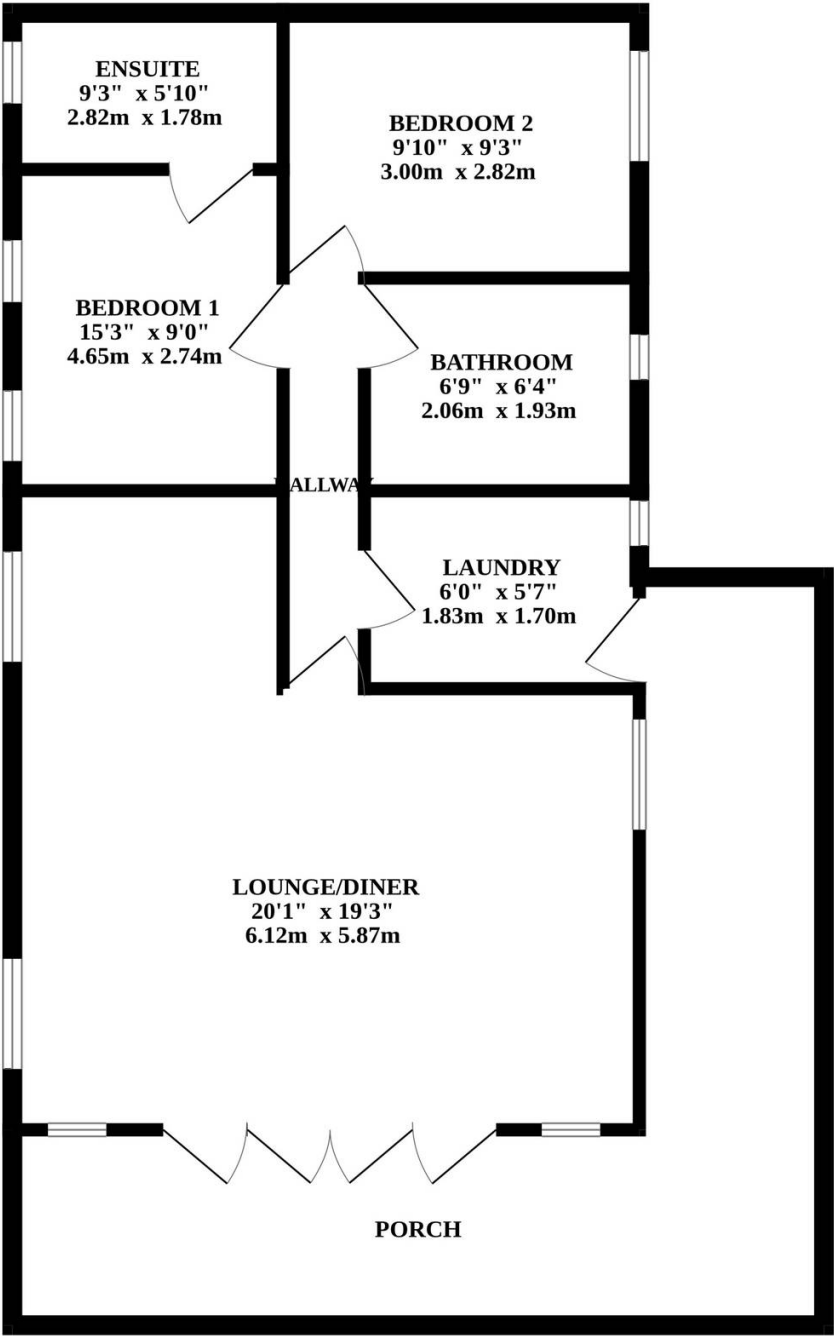 ENSUITE
9'3" x 5'10"
2.82m x 1.78m
BEDROOM 2
9'10" x 9'3"
3.00m x 2.82m
BEDROOM 1
15'3" x 9'0"
4.65m x 2.74m
BATHROOM
6'9" x 6'4"
2.06m x 1.93m
HALLWAY
LAUNDRY
6'0" x 5'7"
1.83m x 1.70m
LOUNGE/DINER
20'1" x 19'3"
6.12m x 5.87m
PORCH